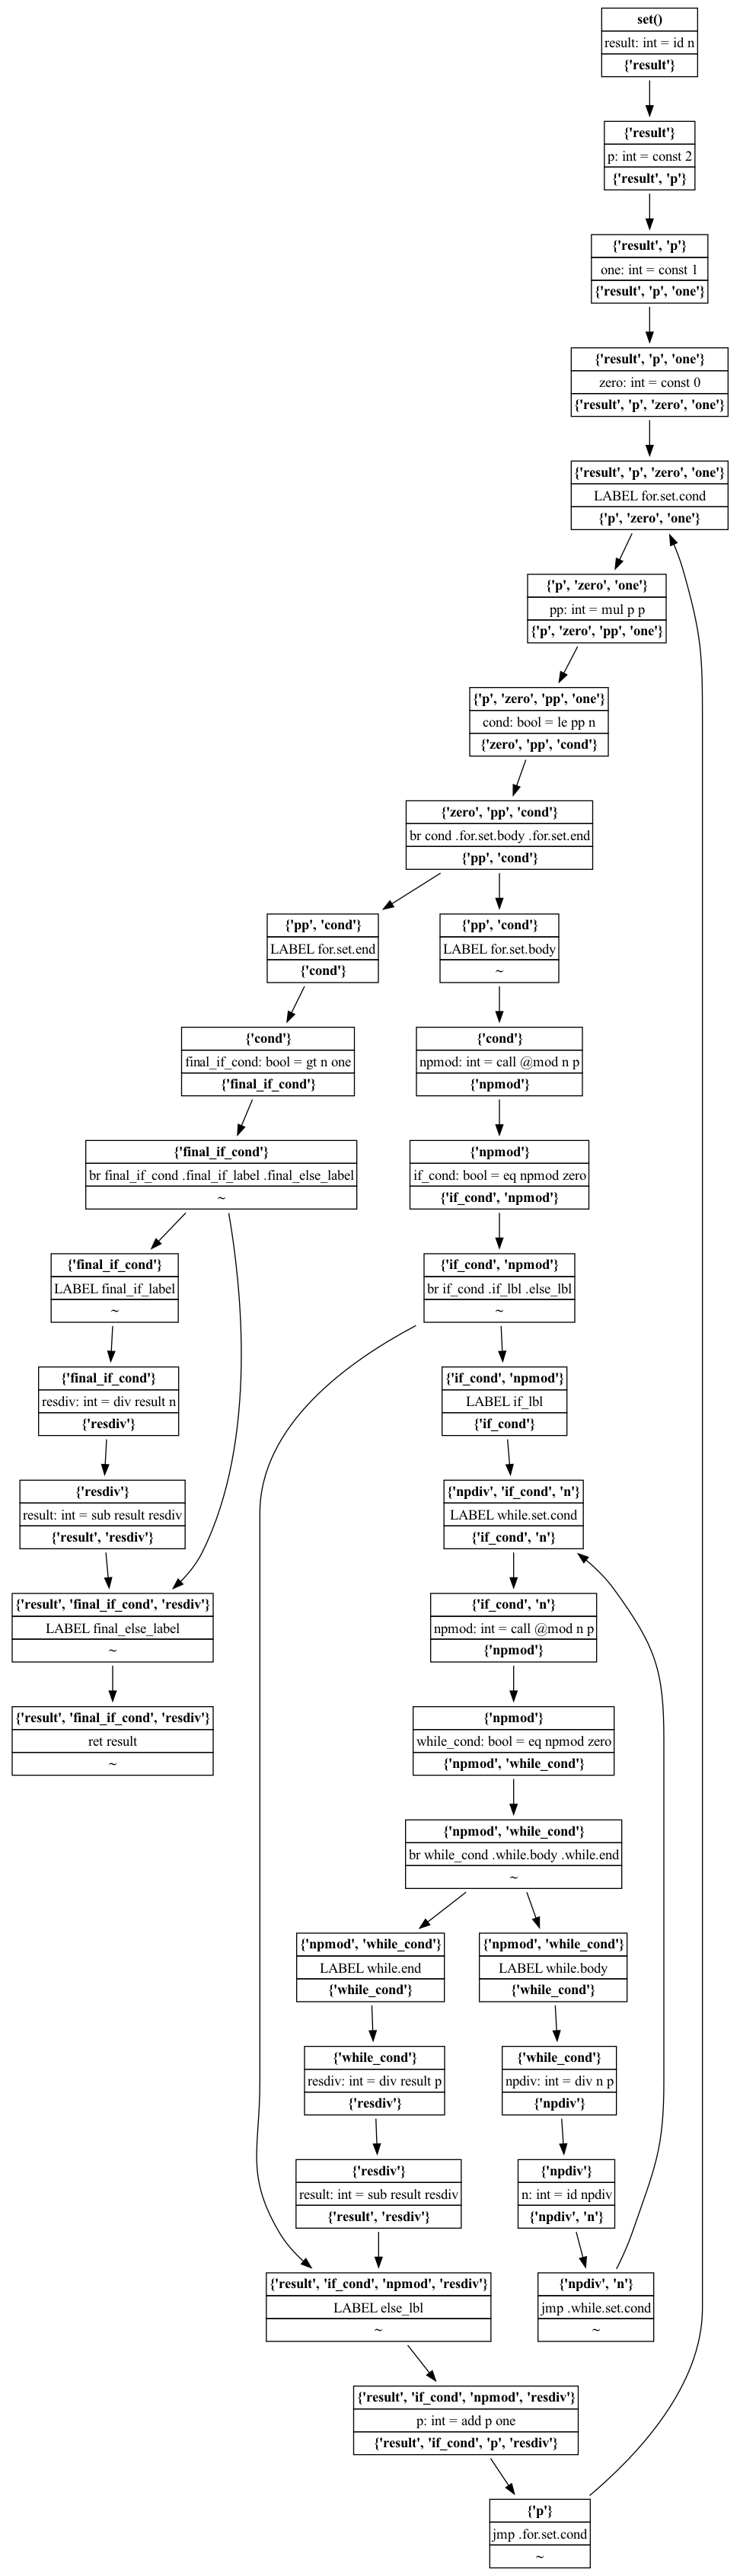 set()
result: int = id n
{'result'}
{'result'}
p: int = const 2
{'result', 'p'}
{'result', 'p'}
one: int = const 1
{'result', 'p', 'one'}
{'result', 'p', 'one'}
zero: int = const 0
{'result', 'p', 'zero', 'one'}
{'result', 'p', 'zero', 'one'}
LABEL for.set.cond
{'p', 'zero', 'one'}
{'p', 'zero', 'one'}
pp: int = mul p p
{'p', 'zero', 'pp', 'one'}
{'p', 'zero', 'pp', 'one'}
cond: bool = le pp n
{'zero', 'pp', 'cond'}
{'zero', 'pp', 'cond'}
br cond .for.set.body .for.set.end
{'pp', 'cond'}
{'pp', 'cond'}
LABEL for.set.end
{'cond'}
{'pp', 'cond'}
LABEL for.set.body
~
{'cond'}
final_if_cond: bool = gt n one
{'final_if_cond'}
{'cond'}
npmod: int = call @mod n p
{'npmod'}
{'final_if_cond'}
br final_if_cond .final_if_label .final_else_label
~
{'npmod'}
if_cond: bool = eq npmod zero
{'if_cond', 'npmod'}
{'final_if_cond'}
LABEL final_if_label
~
{'if_cond', 'npmod'}
br if_cond .if_lbl .else_lbl
~
{'final_if_cond'}
resdiv: int = div result n
{'resdiv'}
{'if_cond', 'npmod'}
LABEL if_lbl
{'if_cond'}
{'resdiv'}
result: int = sub result resdiv
{'result', 'resdiv'}
{'npdiv', 'if_cond', 'n'}
LABEL while.set.cond
{'if_cond', 'n'}
{'result', 'final_if_cond', 'resdiv'}
LABEL final_else_label
~
{'if_cond', 'n'}
npmod: int = call @mod n p
{'npmod'}
{'result', 'final_if_cond', 'resdiv'}
ret result
~
{'npmod'}
while_cond: bool = eq npmod zero
{'npmod', 'while_cond'}
{'npmod', 'while_cond'}
br while_cond .while.body .while.end
~
{'npmod', 'while_cond'}
LABEL while.end
{'while_cond'}
{'npmod', 'while_cond'}
LABEL while.body
{'while_cond'}
{'while_cond'}
resdiv: int = div result p
{'resdiv'}
{'while_cond'}
npdiv: int = div n p
{'npdiv'}
{'resdiv'}
result: int = sub result resdiv
{'result', 'resdiv'}
{'npdiv'}
n: int = id npdiv
{'npdiv', 'n'}
{'result', 'if_cond', 'npmod', 'resdiv'}
LABEL else_lbl
~
{'npdiv', 'n'}
jmp .while.set.cond
~
{'result', 'if_cond', 'npmod', 'resdiv'}
p: int = add p one
{'result', 'if_cond', 'p', 'resdiv'}
{'p'}
jmp .for.set.cond
~